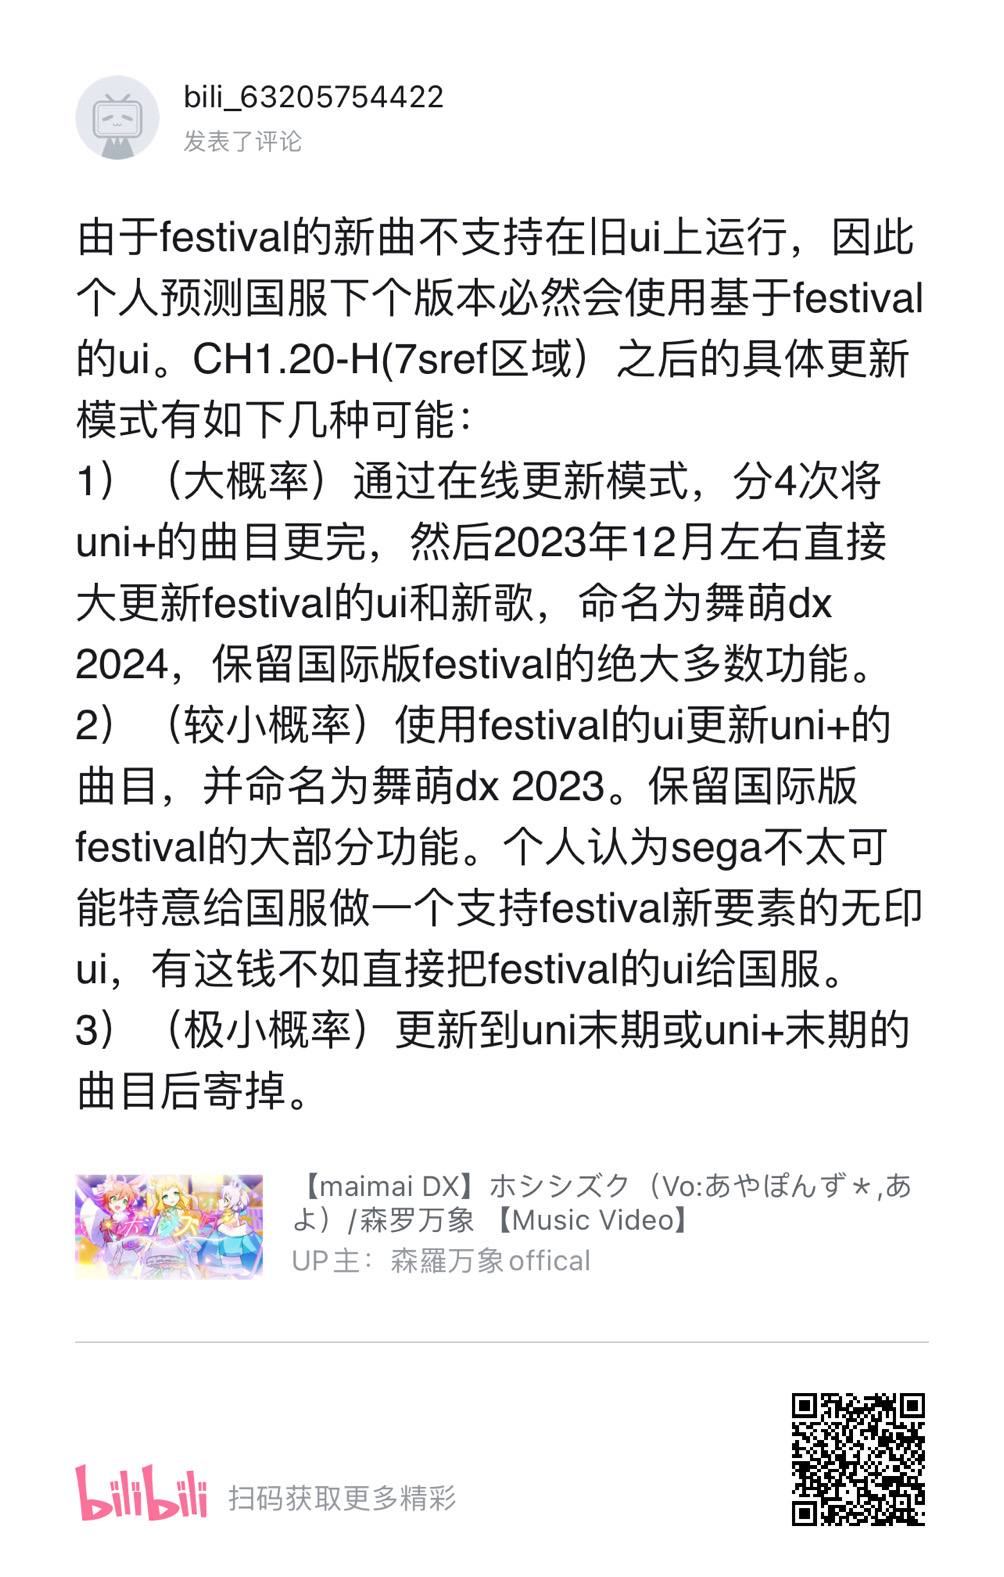 bili_63205754422
发表了评论
由于festival的新曲不支持在旧ui上运行，因此
个人预测国服下个版本必然会使用基于festival
的ui。CH1.20-H(7sref区域）之后的具体更新
模式有如下几种可能：
1）（大概率）通过在线更新模式，分4次将
uni+的曲目更完，然后2023年12月左右直接
大更新festival的ui和新歌，命名为舞萌dx
2024，保留国际版festival的绝大多数功能。
2）（较小概率）使用festival的ui更新uni+的
曲目，并命名为舞萌dx 2023。保留国际版
festival的大部分功能。个人认为sega不太可
能特意给国服做一个支持festival新要素的无印
ui，有这钱不如直接把festival的ui给国服。
3）（极小概率）更新到uni末期或uni+末期的
曲目后寄掉。
【maimai DX】ホシシズク（Vo:あやぽんず＊,あ
よ）/森罗万象 【Music Video】
UP主：森羅万象offical
bilibili 扫码获取更多精彩